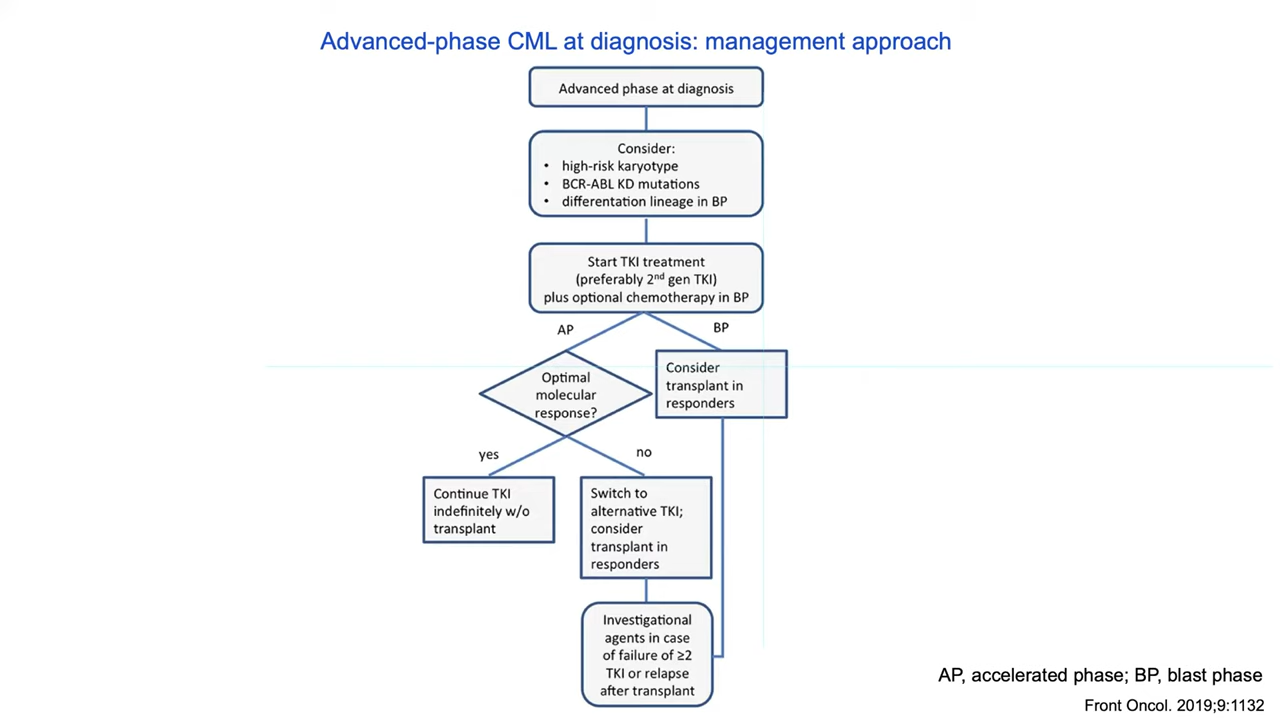 Advanced-phase CML at diagnosis: management approach
Advanced phase at diagnosis
Consider:
• high-risk karyotype
• BCR-ABL KD mutations
• differentation lineage in BP
Start TKI treatment
(preferably 2nd gen TKI)
plus optional chemotherapy in BP
AP
BP
Optimal
molecular
response?
Consider
transplant in
responders
yes
no
Continue TKI
indefinitely w/o
transplant
Switch to
alternative TKI;
consider
transplant in
responders
Investigational
agents in case
of failure of ≥2
TKI or relapse
after transplant
AP, accelerated phase; BP, blast phase
Front Oncol. 2019;9:1132